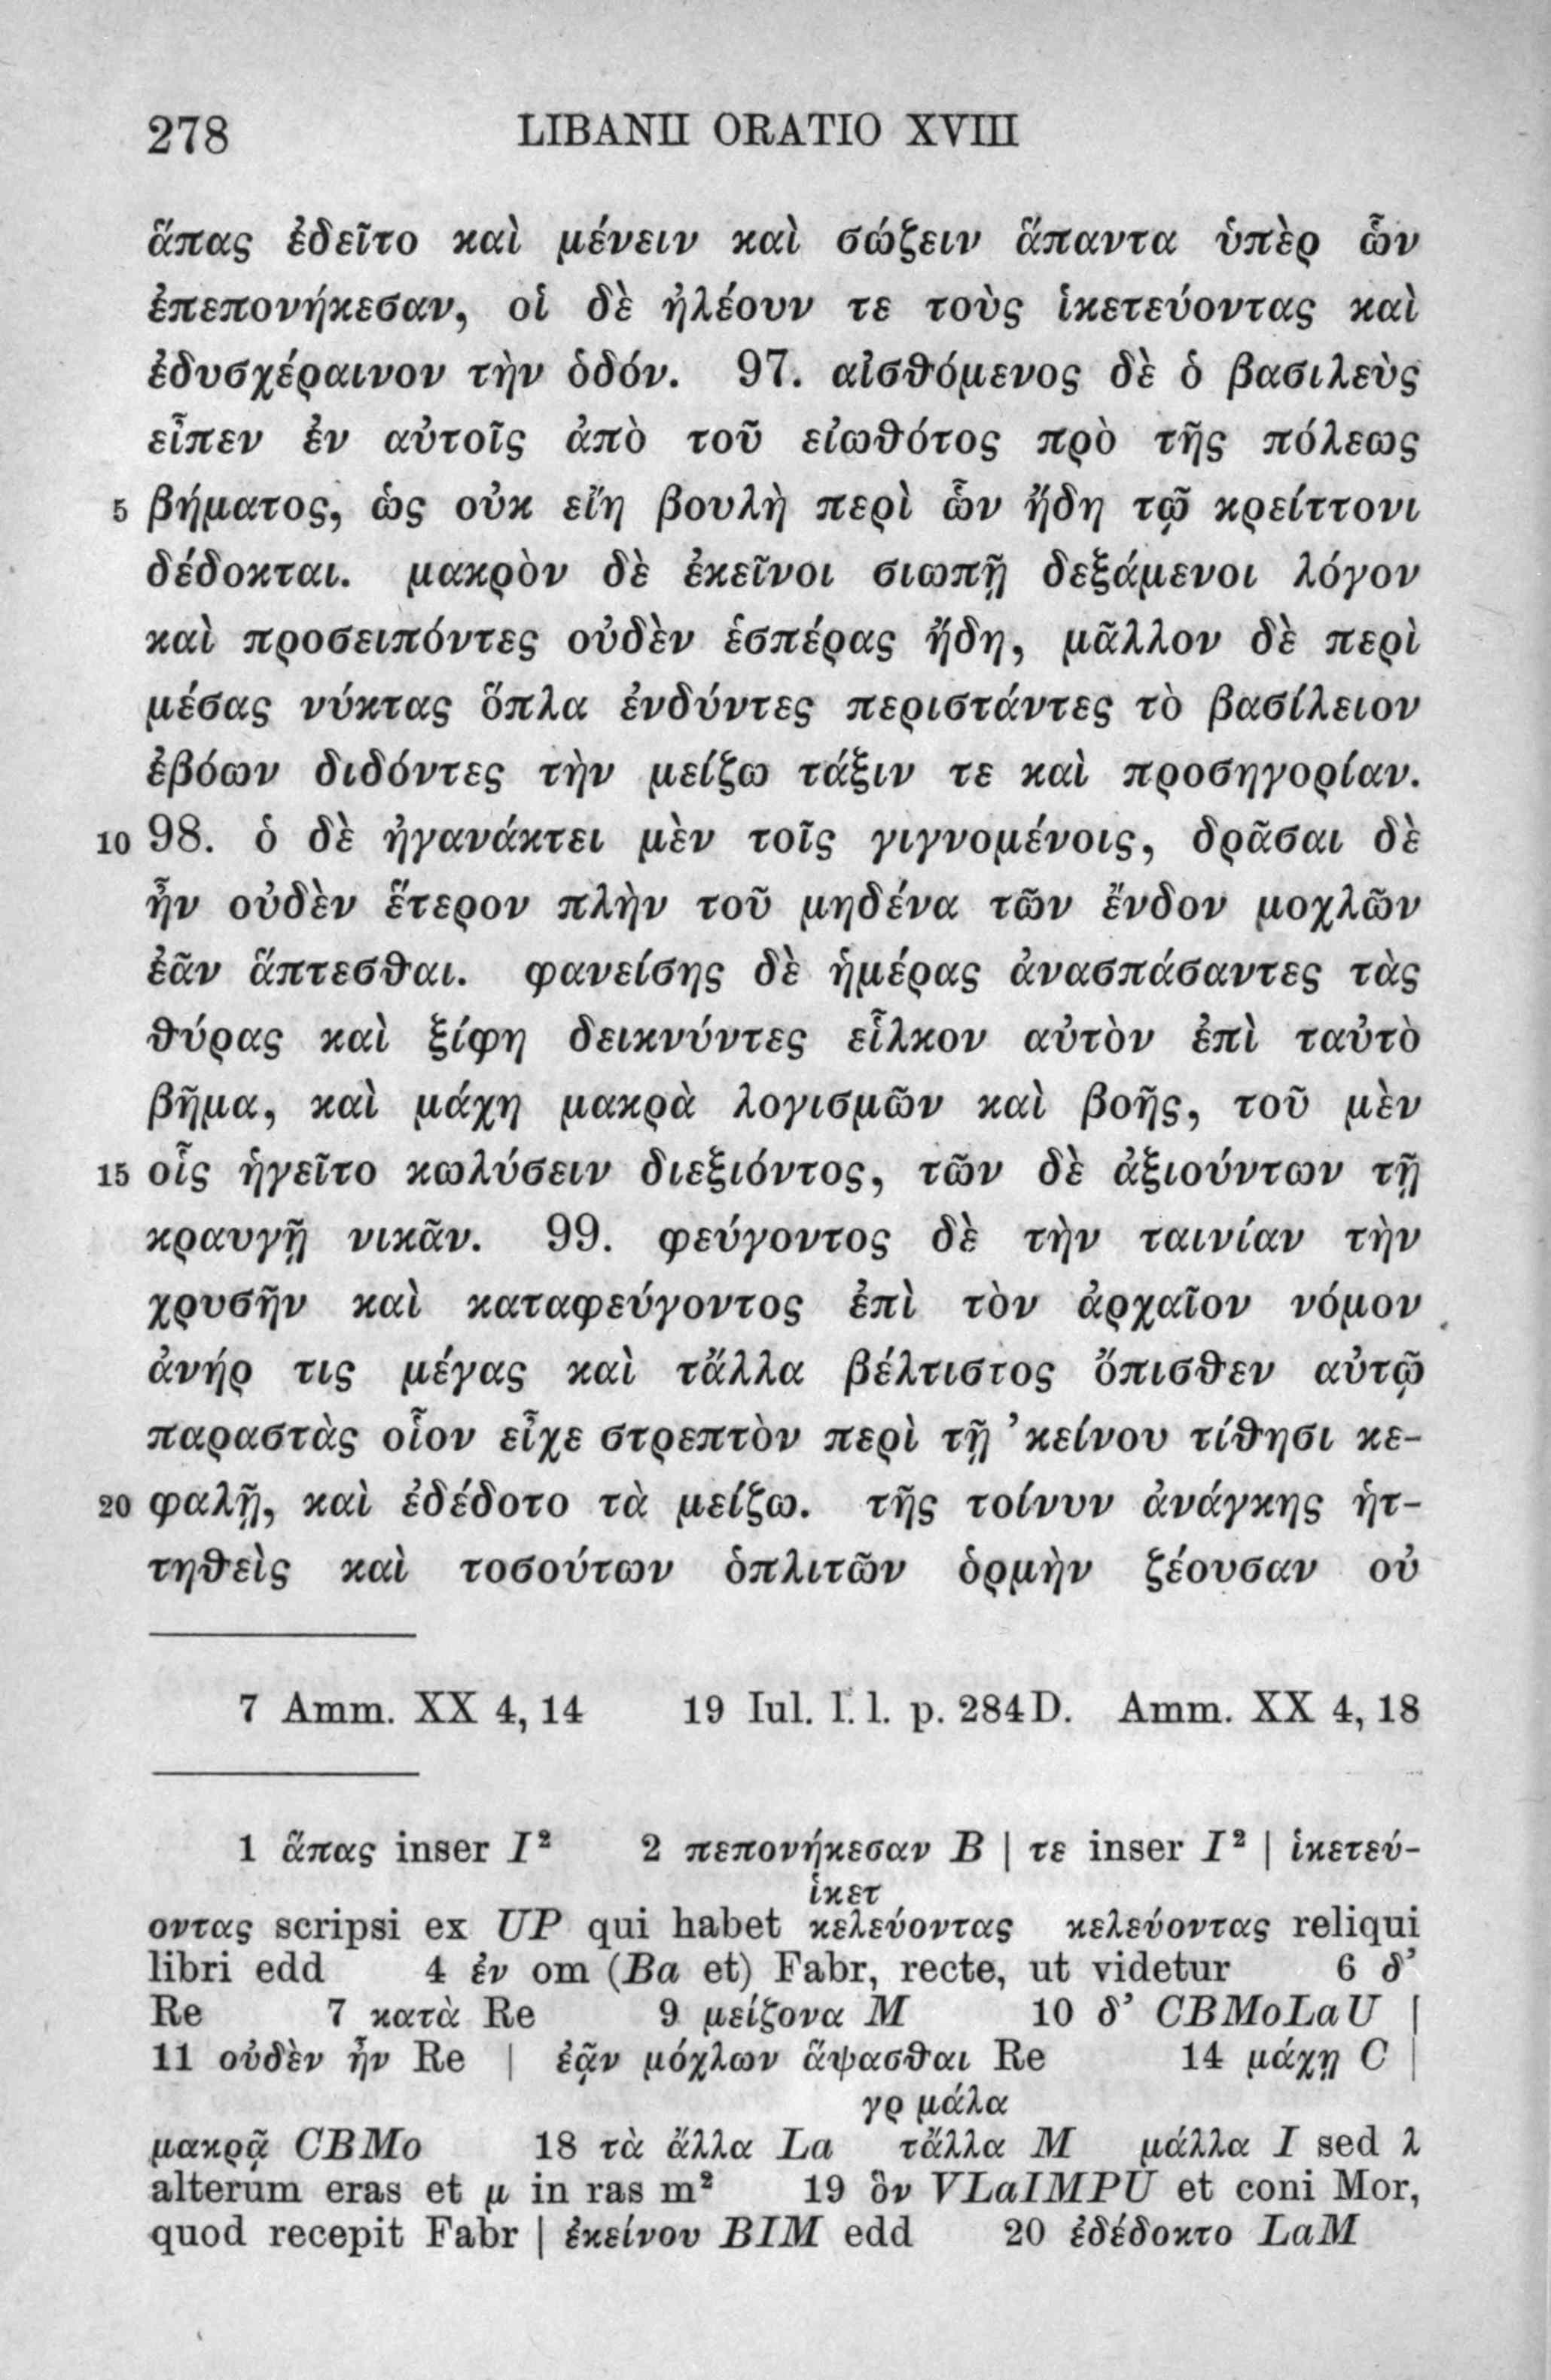 278 LIBANII ORATIO XVIII
ἅπας ἐδεῖτο καὶ μένειν καὶ σώζειν ἅπαντα ὑπὲρ ὧν
ἐπεπονήκεσαν, οἱ δὲ ἠλέουν τε τοὺς ἱκετεύοντας καὶ
ἐδυσχέραινον τὴν ὁδόν. 97. αἰσθόμενος δὲ ὁ βασιλεὺς
εἶπεν ἐν αὐτοῖς ἀπὸ τοῦ εἰωθότος πρὸ τῆς πόλεως
5 βήματος, ὡς οὐκ εἴη βουλὴ περὶ ὧν ἤδη τῷ κρείττονι
δέδοκται. μακρὸν δὲ ἐκεῖνοι σιωπῇ δεξάμενοι λόγον
καὶ προσειπόντες οὐδὲν ἑσπέρας ἤδη, μᾶλλον δὲ περὶ
μέσας νύκτας ὅπλα ἐνδύντες περιστάντες τὸ βασίλειον
ἐβόων διδόντες τὴν μείζω τάξιν τε καὶ προσηγορίαν.
10 98. ὁ δὲ ἠγανάκτει μὲν τοῖς γιγνομένοις, δρᾶσαι δὲ
ἦν οὐδὲν ἕτερον πλὴν τοῦ μηδένα τῶν ἔνδον μοχλῶν
ἐᾶν ἅπτεσθαι. φανείσης δὲ ἡμέρας ἀνασπάσαντες τὰς
θύρας καὶ ξίφη δεικνύντες εἷλκον αὐτὸν ἐπὶ ταὐτὸ
βῆμα, καὶ μάχη μακρὰ λογισμῶν καὶ βοῆς, τοῦ μὲν
15 οἷς ἡγεῖτο κωλύσειν διεξιόντος, τῶν δὲ ἀξιούντων τῇ
κραυγῇ νικᾶν. 99. φεύγοντος δὲ τὴν ταινίαν τὴν
χρυσῆν καὶ καταφεύγοντος ἐπὶ τὸν ἀρχαῖον νόμον
ἀνήρ τις μέγας καὶ τἄλλα βέλτιστος ὄπισθεν αὐτῷ
παραστὰς οἷον εἶχε στρεπτὸν περὶ τῇ ’κείνου τίθησι κε-
20 φαλῇ, καὶ ἐδέδοτο τὰ μείζω. τῆς τοίνυν ἀνάγκης ἡτ-
τηθεὶς καὶ τοσούτων ὁπλιτῶν ὁρμὴν ζέουσαν οὐ
7 Amm. XX 4, 14 19 Iul. l. l. p. 284D. Amm. XX 4, 18
1 ἅπας inser I² 2 πεπονήκεσαν B | τε inser I² | ἱκετεύ-
ἱκετ
οντας scripsi ex UP qui habet κελεύοντας κελεύοντας reliqui
libri edd 4 ἐν om (Ba et) Fabr, recte, ut videtur 6 δ’
Re 7 κατὰ Re 9 μείζονα M 10 δ’ CBMoLaU |
11 οὐδὲν ἦν Re | ἐᾷν μόχλων ἅψασθαι Re 14 μάχῃ C |
γρ μάλα
μακρᾷ CBMo 18 τὰ ἄλλα La τἄλλα M μάλλα I sed λ
alterum eras et μ in ras m² 19 ὃν VLaIMPU et coni Mor,
quod recepit Fabr | ἐκείνου BIM edd 20 ἐδέδοκτο LaM